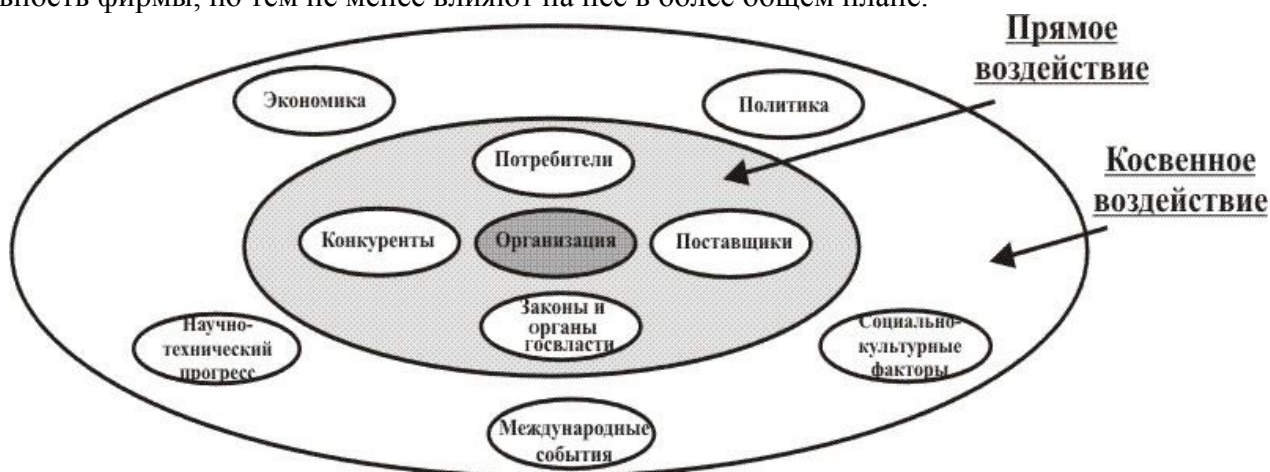 ность фирмы, но тем не менее влияют на нее в более общем плане.
Прямое
воздействие
Экономика
Политика
Потребители
Косвенное
воздействие
Конкуренты
Организация
Поставщики
Законы и
органы
госвласти
Научно-
технический
прогресс
Социально-
культурные
факторы
Международные
события